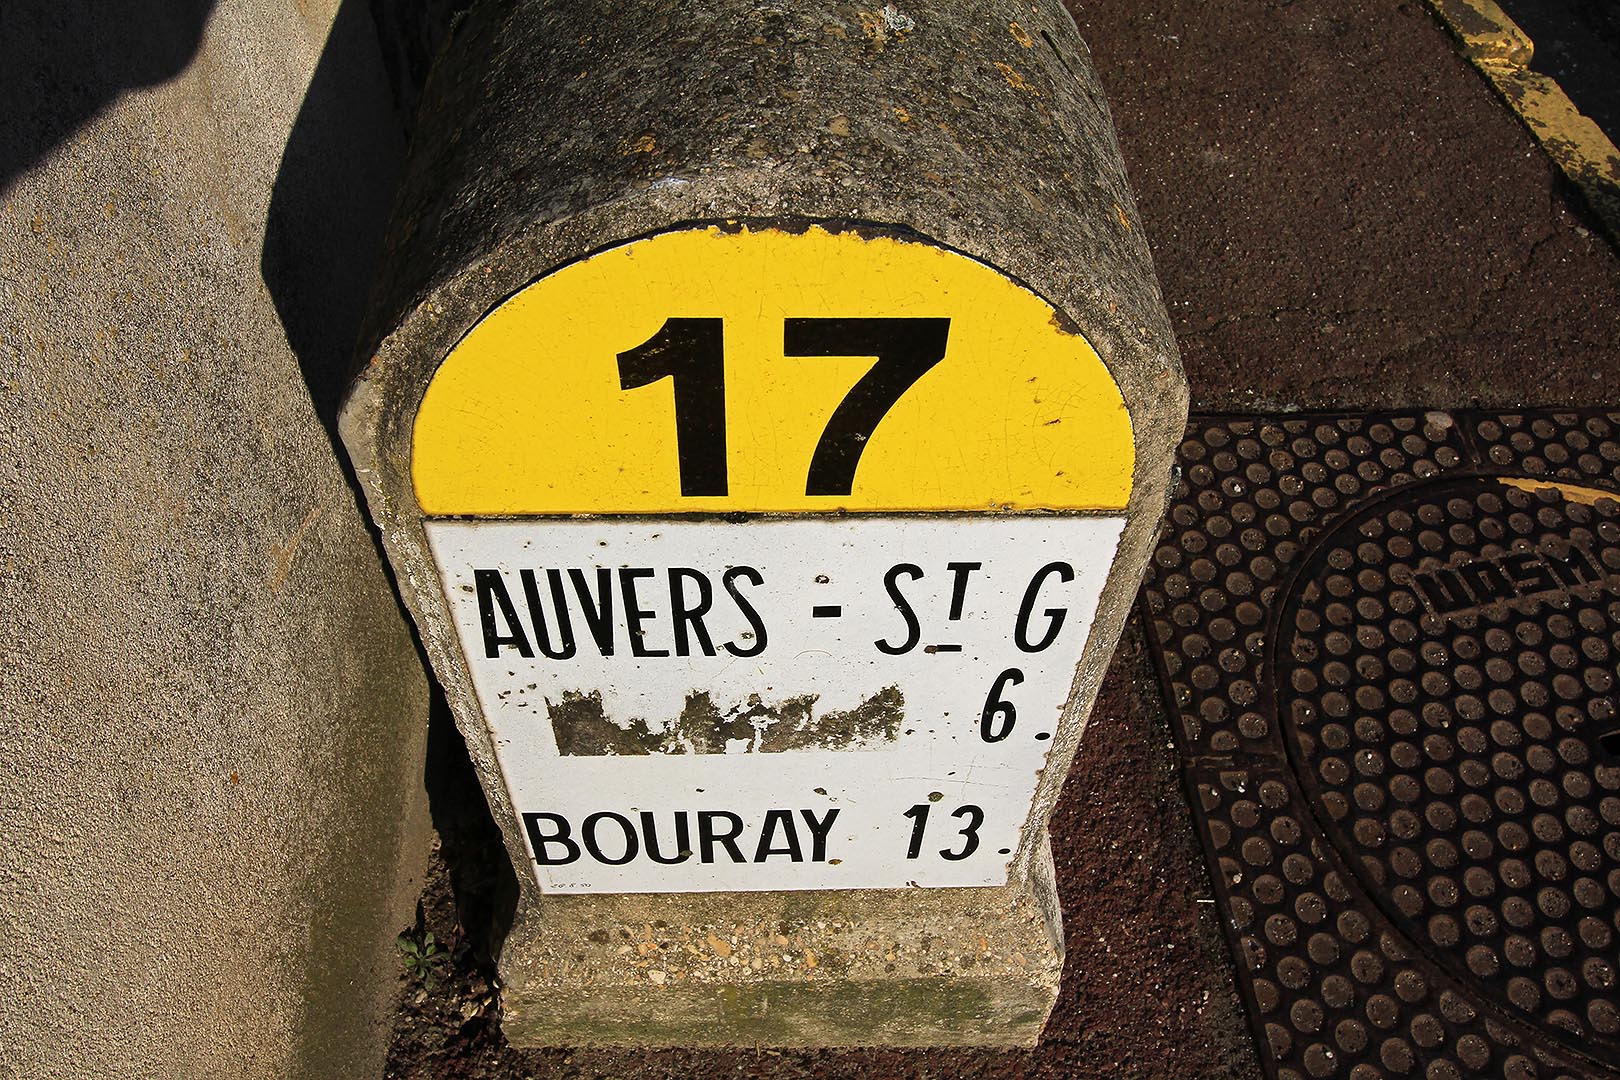 17
AUVERS - ST G
6.
BOURAY 13.